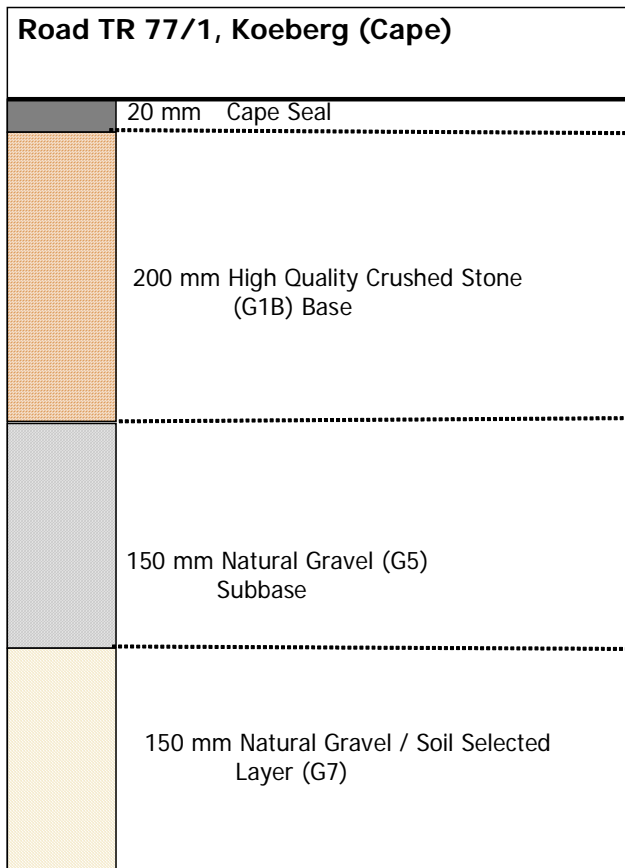 Road TR 77/1, Koeberg (Cape)
20 mm Cape Seal
200 mm High Quality Crushed Stone
(G1B) Base
150 mm Natural Gravel (G5)
Subbase
150 mm Natural Gravel / Soil Selected
Layer (G7)